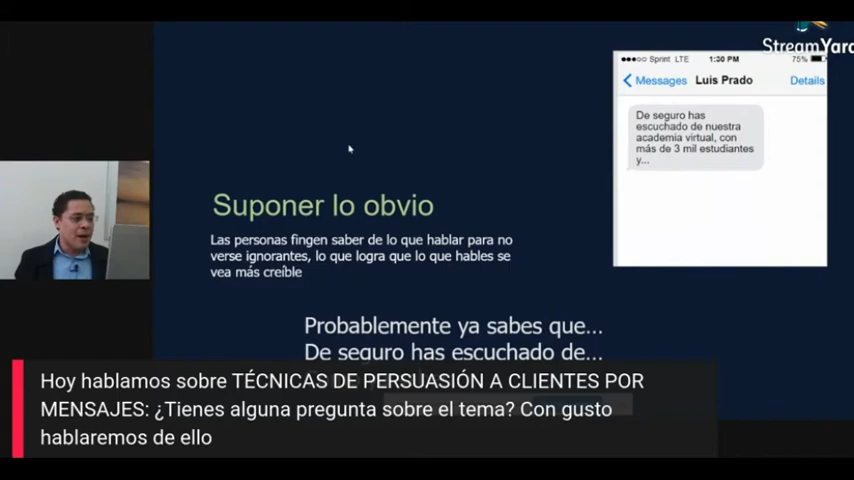 StreamYard
●●●○○ Sprint LTE 1:30 PM 75%
Messages Luis Prado Details
De seguro has
escuchado de nuestra
academia virtual, con
más de 3 mil estudiantes
y...
Suponer lo obvio
Las personas fingen saber de lo que hablar para no
verse ignorantes, lo que logra que lo que hables se
vea más creíble
Probablemente ya sabes que...
De seguro has escuchado de...
Hoy hablamos sobre TÉCNICAS DE PERSUASIÓN A CLIENTES POR
MENSAJES: ¿Tienes alguna pregunta sobre el tema? Con gusto
hablaremos de ello